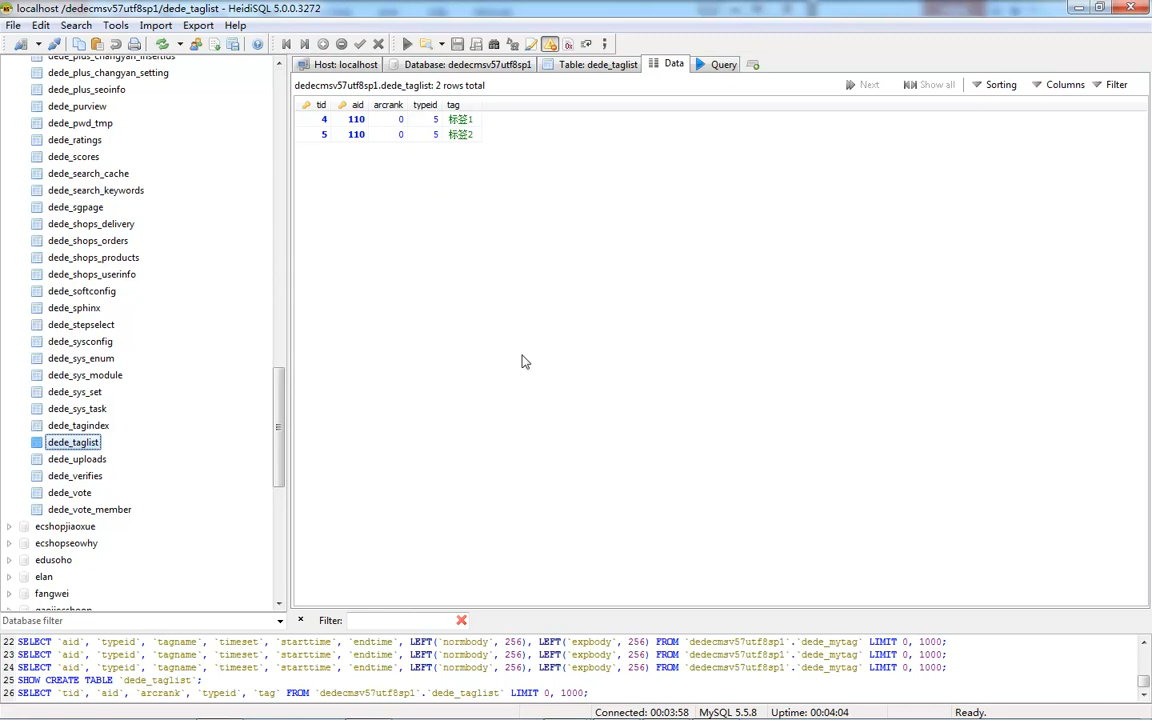 localhost /dedecmsv57utf8sp1/dede_taglist - HeidiSQL 5.0.0.3272
File Edit Search Tools Import Export Help
Host: localhost Database: dedecmsv57utf8sp1 Table: dede_taglist Data Query
dedecmsv57utf8sp1.dede_taglist: 2 rows total Next Show all Sorting Columns Filter
tid aid arcrank typeid tag
4 110 0 5 标签1
5 110 0 5 标签2
dede_plus_changyan_insertids
dede_plus_changyan_setting
dede_plus_seoinfo
dede_purview
dede_pwd_tmp
dede_ratings
dede_scores
dede_search_cache
dede_search_keywords
dede_sgpage
dede_shops_delivery
dede_shops_orders
dede_shops_products
dede_shops_userinfo
dede_softconfig
dede_sphinx
dede_stepselect
dede_sysconfig
dede_sys_enum
dede_sys_module
dede_sys_set
dede_sys_task
dede_tagindex
dede_taglist
dede_uploads
dede_verifies
dede_vote
dede_vote_member
ecshopjiaoxue
ecshopseowhy
edusoho
elan
fangwei
Database filter × Filter:
22 SELECT `aid`, `typeid`, `tagname`, `timeset`, `starttime`, `endtime`, LEFT(`normbody`, 256), LEFT(`expbody`, 256) FROM `dedecmsv57utf8sp1`.`dede_mytag` LIMIT 0, 1000;
23 SELECT `aid`, `typeid`, `tagname`, `timeset`, `starttime`, `endtime`, LEFT(`normbody`, 256), LEFT(`expbody`, 256) FROM `dedecmsv57utf8sp1`.`dede_mytag` LIMIT 0, 1000;
24 SELECT `aid`, `typeid`, `tagname`, `timeset`, `starttime`, `endtime`, LEFT(`normbody`, 256), LEFT(`expbody`, 256) FROM `dedecmsv57utf8sp1`.`dede_mytag` LIMIT 0, 1000;
25 SHOW CREATE TABLE `dede_taglist`;
26 SELECT `tid`, `aid`, `arcrank`, `typeid`, `tag` FROM `dedecmsv57utf8sp1`.`dede_taglist` LIMIT 0, 1000;
Connected: 00:03:58 MySQL 5.5.8 Uptime: 00:04:04 Ready.